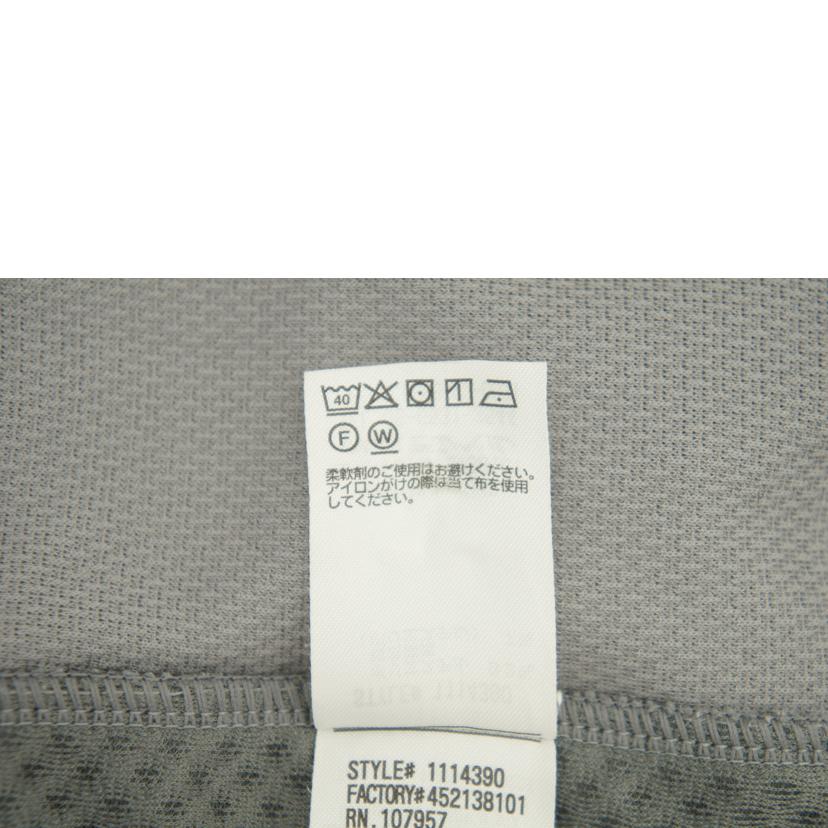 40
F W
柔軟剤のご使用はお避けください。
アイロンがけの際は当て布を使用
してください。
STYLE# 1114390
FACTORY#452138101
RN.107957